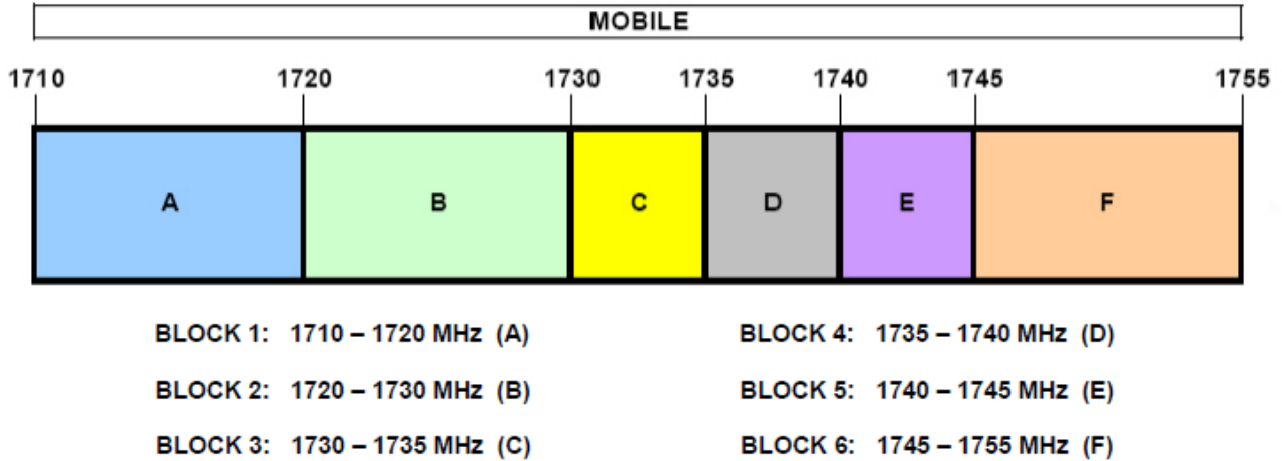 MOBILE
1710 1720 1730 1735 1740 1745 1755
A B C D E F
BLOCK 1: 1710 – 1720 MHz (A)
BLOCK 4: 1735 – 1740 MHz (D)
BLOCK 2: 1720 – 1730 MHz (B)
BLOCK 5: 1740 – 1745 MHz (E)
BLOCK 3: 1730 – 1735 MHz (C)
BLOCK 6: 1745 – 1755 MHz (F)